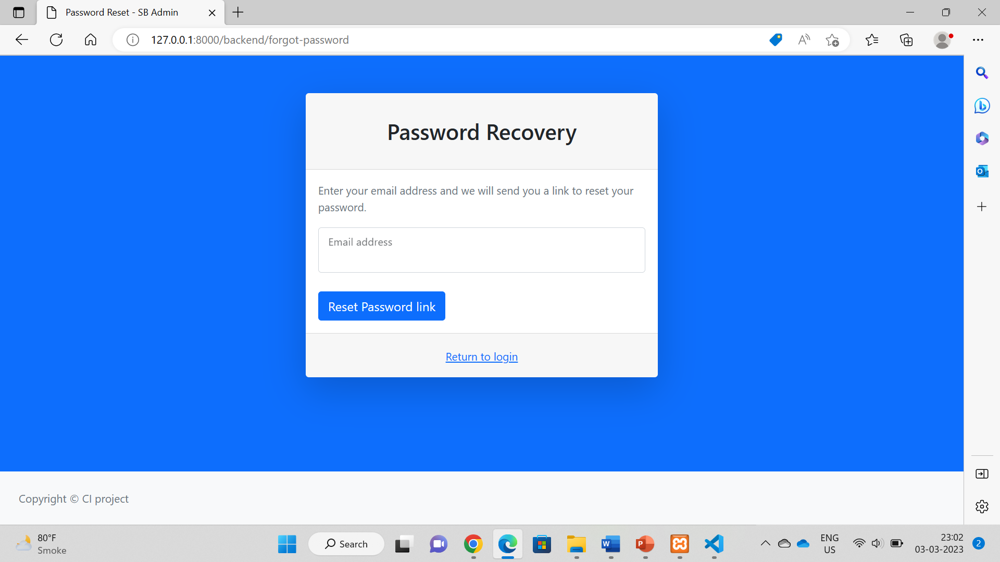 Password Reset - SB Admin
127.0.0.1:8000/backend/forgot-password
Password Recovery
Enter your email address and we will send you a link to reset your
password.
Email address
Reset Password link
Return to login
Copyright © CI project
80°F
Smoke
Search
ENG
US
23:02
03-03-2023
2